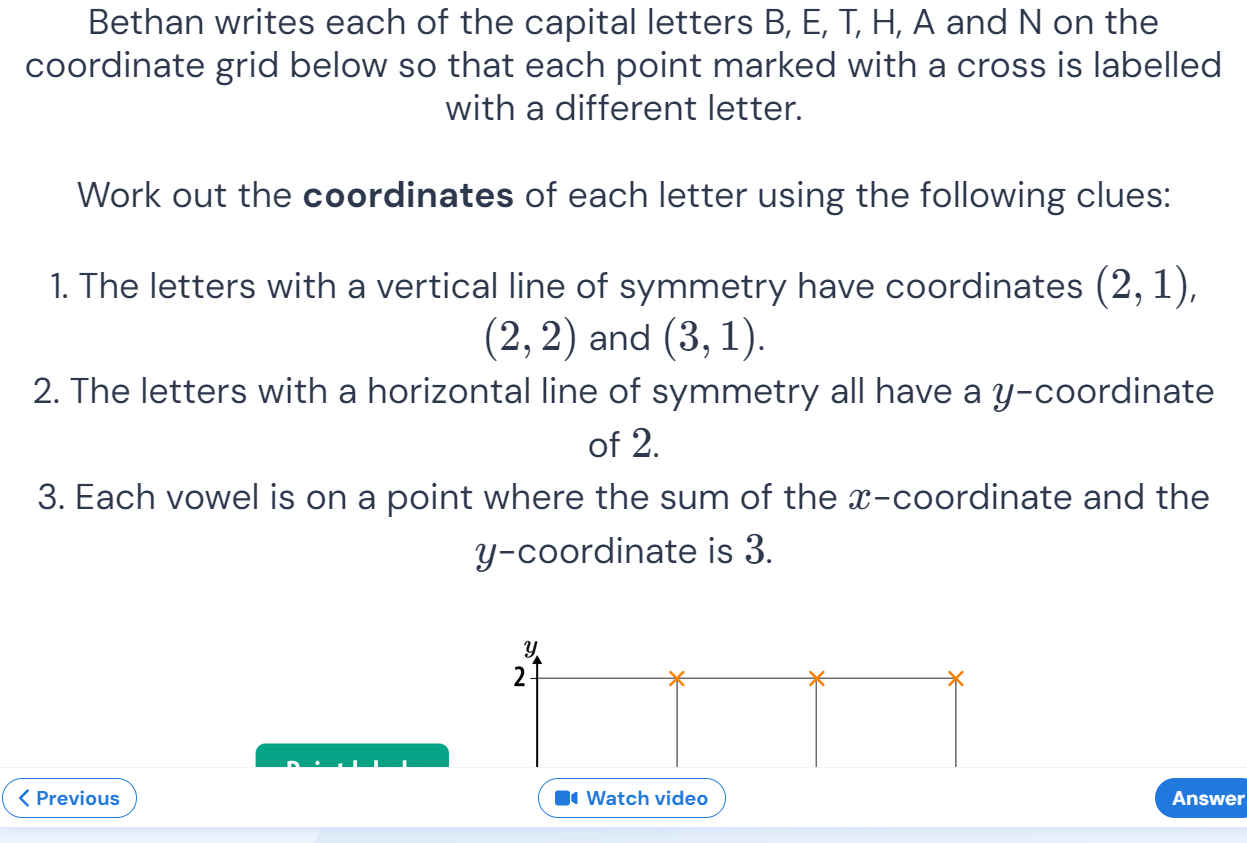 Bethan writes each of the capital letters B, E, T, H, A and N on the
coordinate grid below so that each point marked with a cross is labelled
with a different letter.
Work out the coordinates of each letter using the following clues:
1. The letters with a vertical line of symmetry have coordinates (2, 1),
(2, 2) and (3, 1).
2. The letters with a horizontal line of symmetry all have a y-coordinate
of 2.
3. Each vowel is on a point where the sum of the x-coordinate and the
y-coordinate is 3.
y
2
Previous
Watch video
Answer